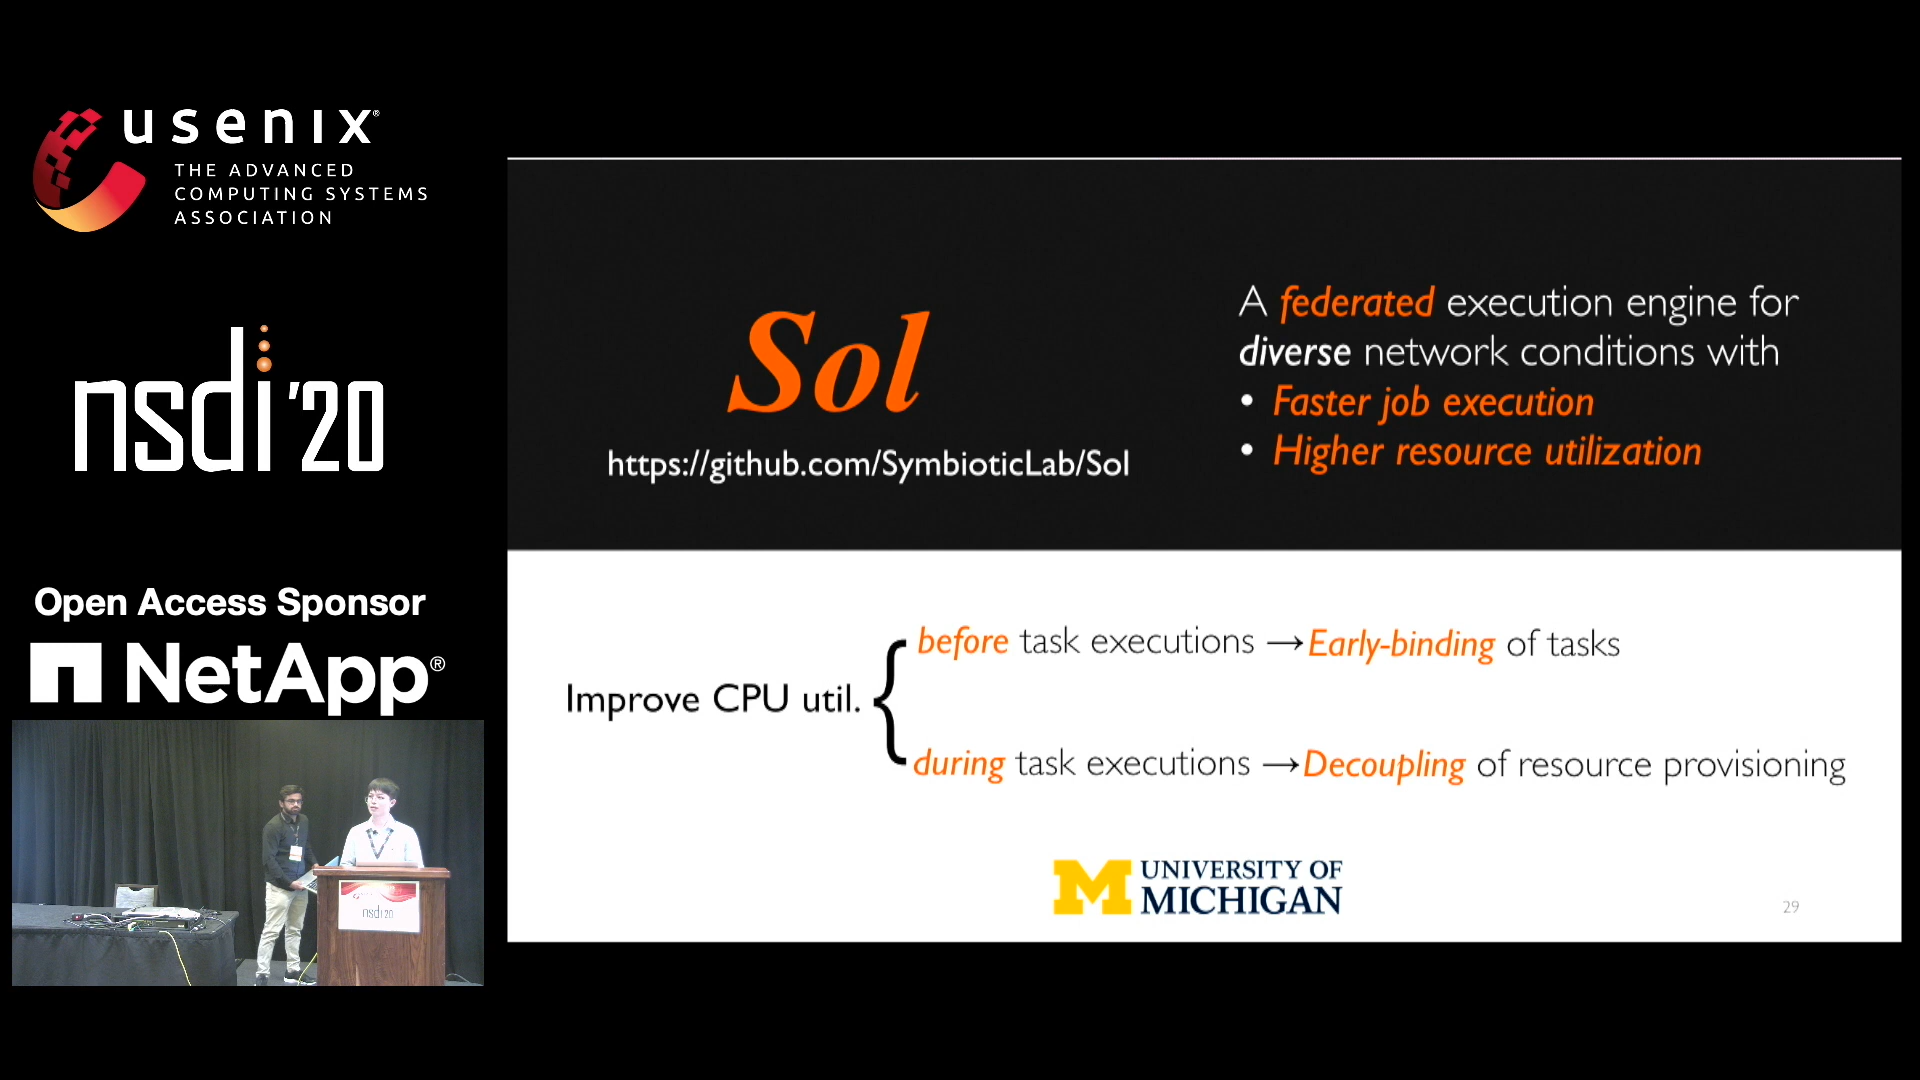 usenix®
THE ADVANCED
COMPUTING SYSTEMS
ASSOCIATION
nsdi '20
Open Access Sponsor
NetApp®
nsdi 20
Sol
https://github.com/SymbioticLab/Sol
A federated execution engine for
diverse network conditions with
• Faster job execution
• Higher resource utilization
Improve CPU util.
before task executions → Early-binding of tasks
during task executions → Decoupling of resource provisioning
UNIVERSITY OF
MICHIGAN
29